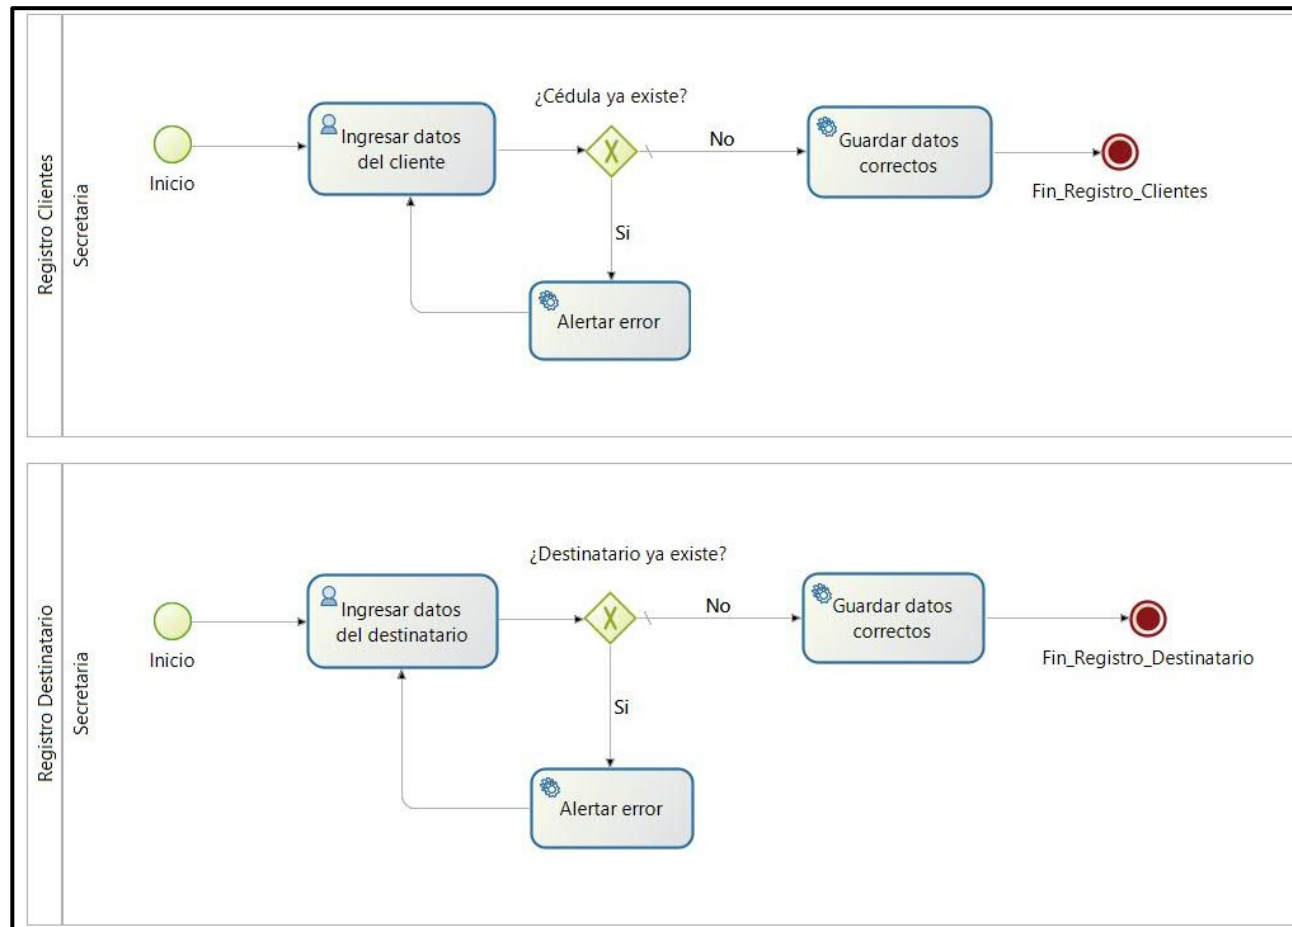 Registro Clientes
Secretaria
Inicio
Ingresar datos
del cliente
¿Cédula ya existe?
No
Si
Alertar error
Guardar datos
correctos
Fin_Registro_Clientes
Registro Destinatario
Secretaria
Inicio
Ingresar datos
del destinatario
¿Destinatario ya existe?
No
Si
Alertar error
Guardar datos
correctos
Fin_Registro_Destinatario